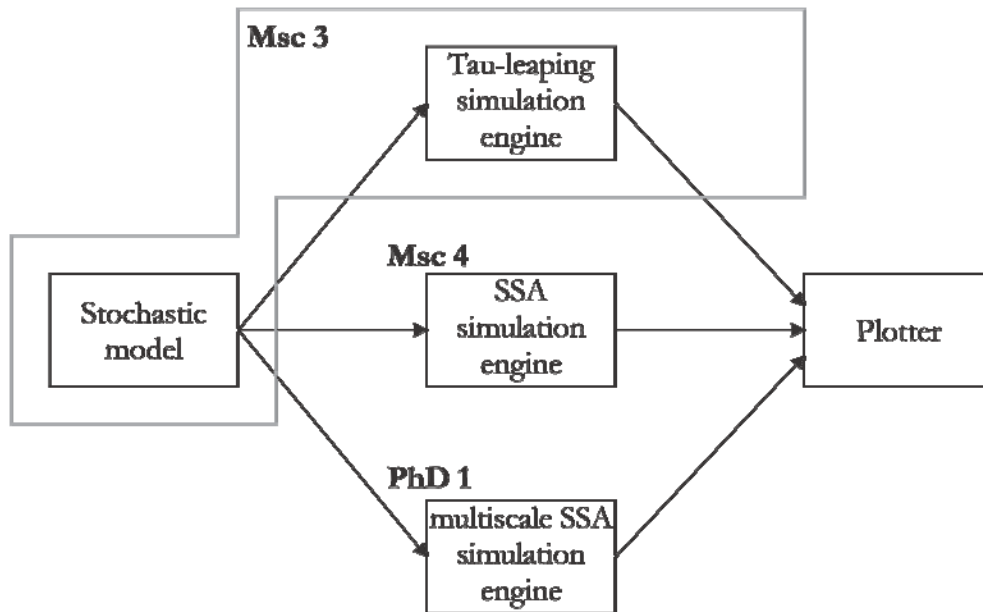 Msc 3
Tau-leaping
simulation
engine
Msc 4
SSA
simulation
engine
Stochastic
model
Plotter
PhD 1
multiscale SSA
simulation
engine